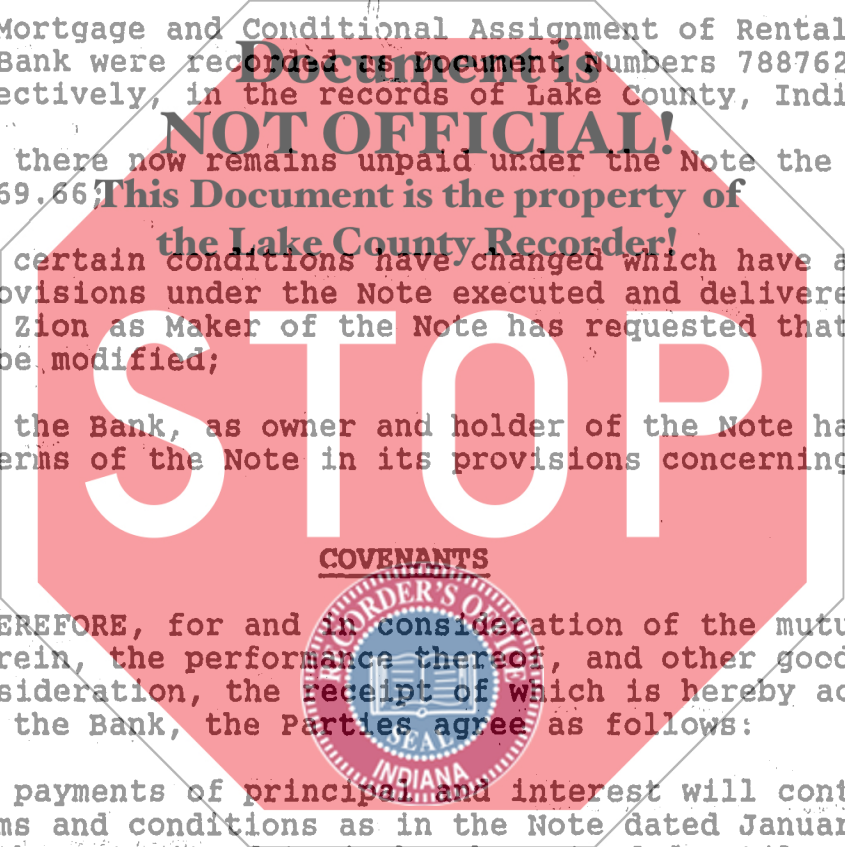 Mortgage and Conditional Assignment of Rental
Document is
Bank were recorded as Document Numbers 788762
ectively, in the records of Lake County, Indi
NOT OFFICIAL!
there now remains unpaid under the Note the
69.66;
This Document is the property of
the Lake County Recorder!
certain conditions have changed which have a
ovisions under the Note executed and delivere
Zion as Maker of the Note has requested that
be modified;
STOP
the Bank, as owner and holder of the Note ha
erms of the Note in its provisions concerning
COVENANTS
EREFORE, for and in consideration of the mutu
rein, the performance thereof, and other good
sideration, the receipt of which is hereby ac
the Bank, the Parties agree as follows:
RECORDER'S OFFICE
SEAL
INDIANA
payments of principal and interest will cont
ms and conditions as in the Note dated Januar